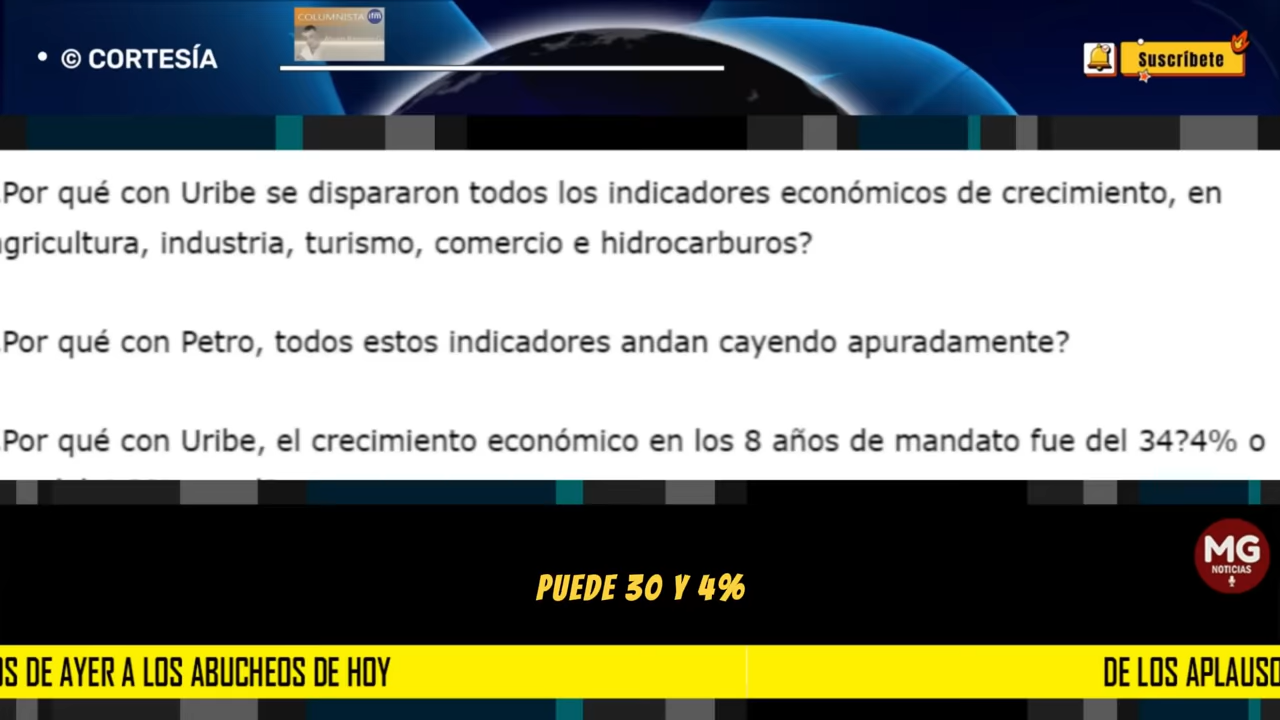 © CORTESÍA
COLUMNISTA ifm
Suscríbete
Por qué con Uribe se dispararon todos los indicadores económicos de crecimiento, en
agricultura, industria, turismo, comercio e hidrocarburos?
Por qué con Petro, todos estos indicadores andan cayendo apuradamente?
Por qué con Uribe, el crecimiento económico en los 8 años de mandato fue del 34?4% o
MG
NOTICIAS
PUEDE 30 Y 4%
OS DE AYER A LOS ABUCHEOS DE HOY
DE LOS APLAUSO